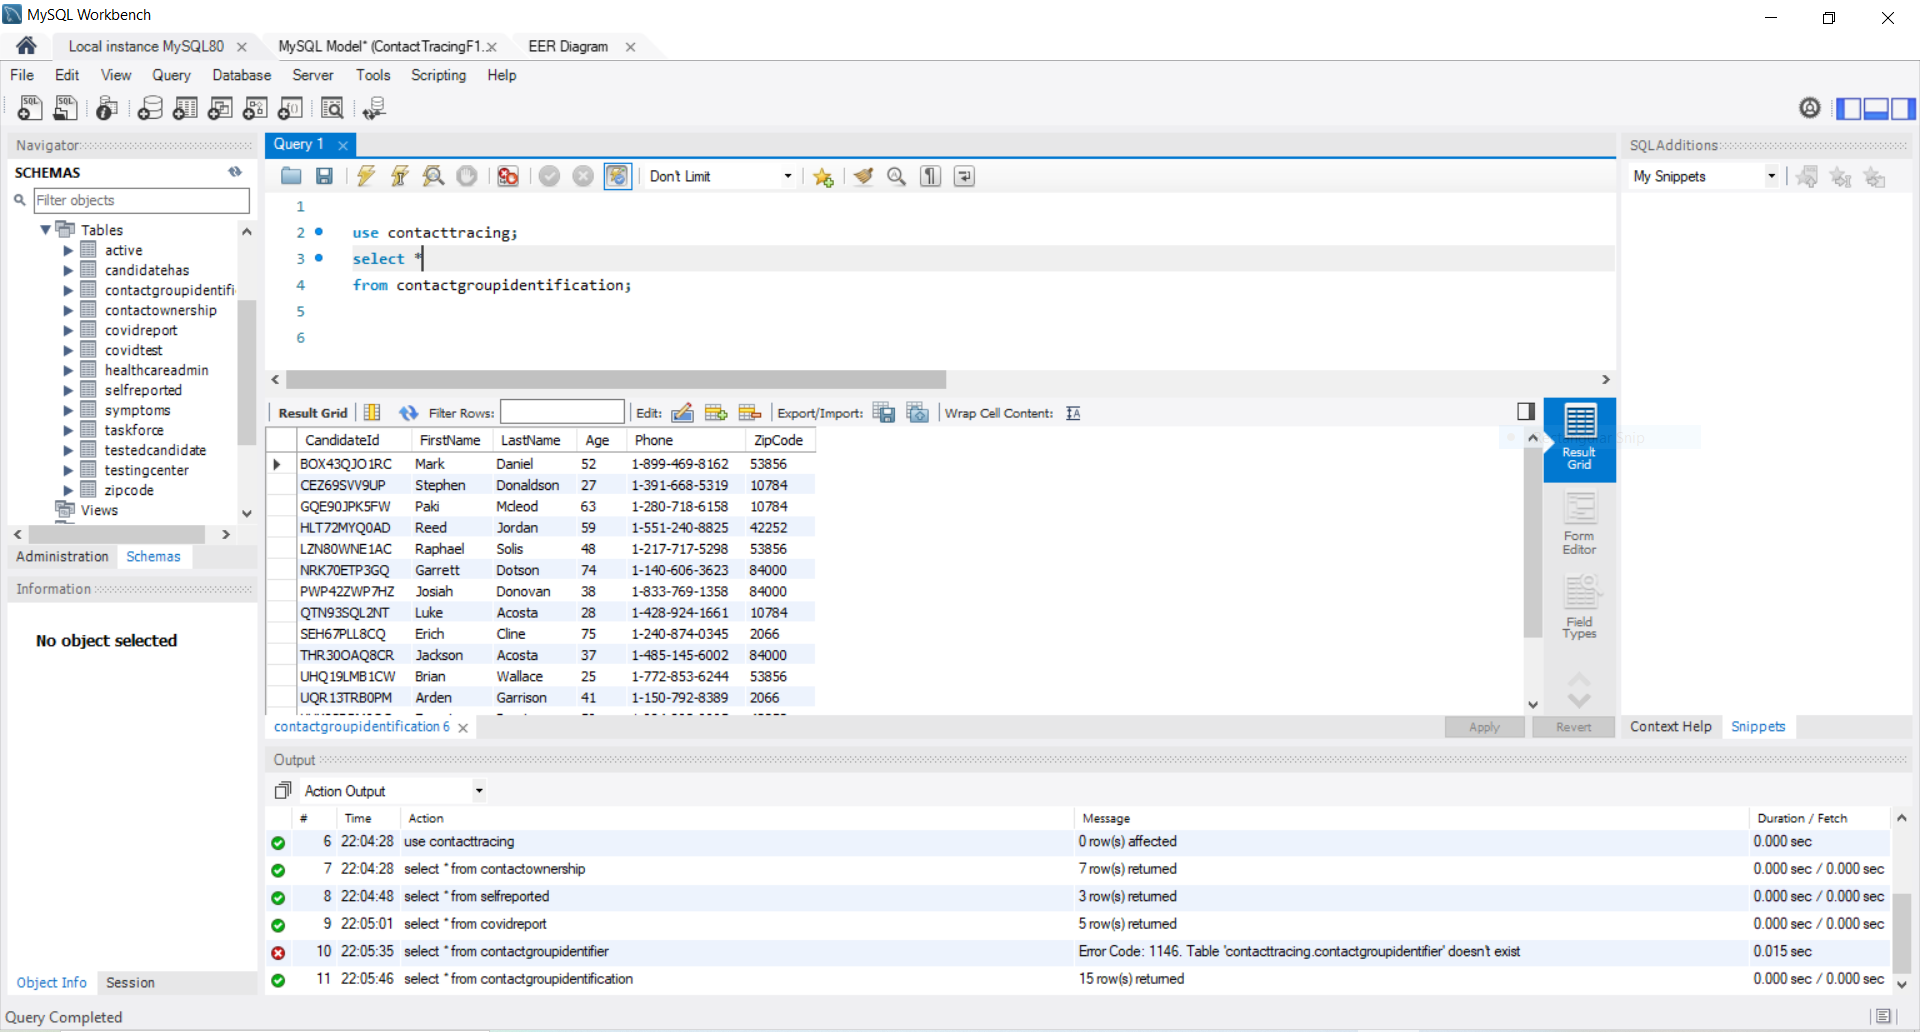 MySQL Workbench
Local instance MySQL80
MySQL Model* (ContactTracingF1.
EER Diagram
File Edit View Query Database Server Tools Scripting Help
Navigator
SCHEMAS
Filter objects
Tables
active
candidatehas
contactgroupidentifi
contactownership
covidreport
covidtest
healthcareadmin
selfreported
symptoms
taskforce
testedcandidate
testingcenter
zipcode
Views
Administration Schemas
Information
No object selected
Object Info Session
Query Completed
Query 1
Don't Limit
1
2 use contacttracing;
3 select *
4 from contactgroupidentification;
5
6
Result Grid Filter Rows: Edit: Export/Import: Wrap Cell Content:
CandidateId FirstName LastName Age Phone ZipCode
BOX43QJO1RC Mark Daniel 52 1-899-469-8162 53856
CEZ69SVV9UP Stephen Donaldson 27 1-391-668-5319 10784
GQE90JPK5FW Paki Mcleod 63 1-280-718-6158 10784
HLT72MYQ0AD Reed Jordan 59 1-551-240-8825 42252
LZN80WNE1AC Raphael Solis 48 1-217-717-5298 53856
NRK70ETP3GQ Garrett Dotson 74 1-140-606-3623 84000
PWP42ZWP7HZ Josiah Donovan 38 1-833-769-1358 84000
QTN93SQL2NT Luke Acosta 28 1-428-924-1661 10784
SEH67PLL8CQ Erich Cline 75 1-240-874-0345 2066
THR30OAQ8CR Jackson Acosta 37 1-485-145-6002 84000
UHQ19LMB1CW Brian Wallace 25 1-772-853-6244 53856
UQR13TRB0PM Arden Garrison 41 1-150-792-8389 2066
Result Grid
Form Editor
Field Types
contactgroupidentification 6
Apply Revert
SQLAdditions
My Snippets
Context Help Snippets
Output
Action Output
# Time Action Message Duration / Fetch
6 22:04:28 use contacttracing 0 row(s) affected 0.000 sec
7 22:04:28 select * from contactownership 7 row(s) returned 0.000 sec / 0.000 sec
8 22:04:48 select * from selfreported 3 row(s) returned 0.000 sec / 0.000 sec
9 22:05:01 select * from covidreport 5 row(s) returned 0.000 sec / 0.000 sec
10 22:05:35 select * from contactgroupidentifier Error Code: 1146. Table 'contacttracing.contactgroupidentifier' doesn't exist 0.015 sec
11 22:05:46 select * from contactgroupidentification 15 row(s) returned 0.000 sec / 0.000 sec